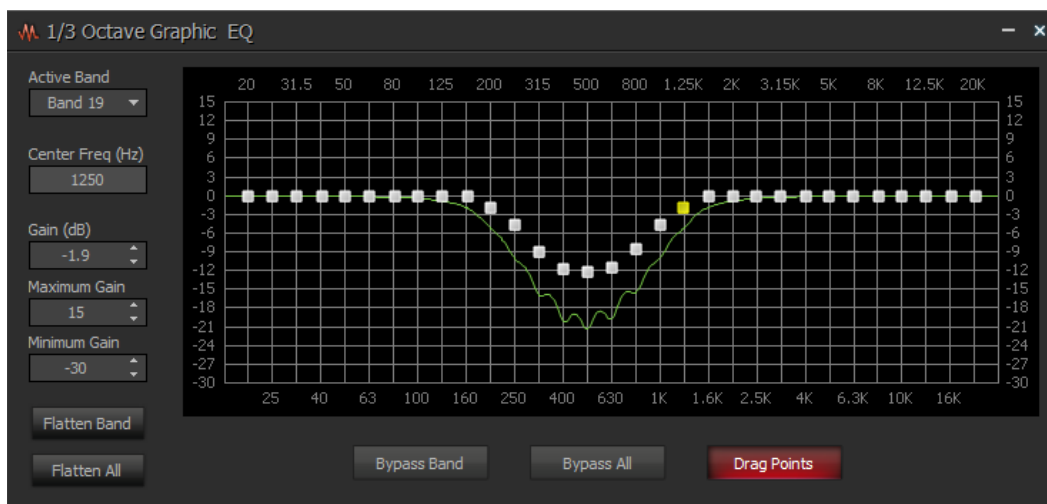 1/3 Octave Graphic EQ
Active Band
Band 19
Center Freq (Hz)
1250
Gain (dB)
-1.9
Maximum Gain
15
Minimum Gain
-30
Flatten Band
Flatten All
20 31.5 50 80 125 200 315 500 800 1.25K 2K 3.15K 5K 8K 12.5K 20K
15 15
12 12
9 9
6 6
3 3
0 0
-3 -3
-6 -6
-9 -9
-12 -12
-15 -15
-18 -18
-21 -21
-24 -24
-27 -27
-30 -30
25 40 63 100 160 250 400 630 1K 1.6K 2.5K 4K 6.3K 10K 16K
Bypass Band Bypass All Drag Points